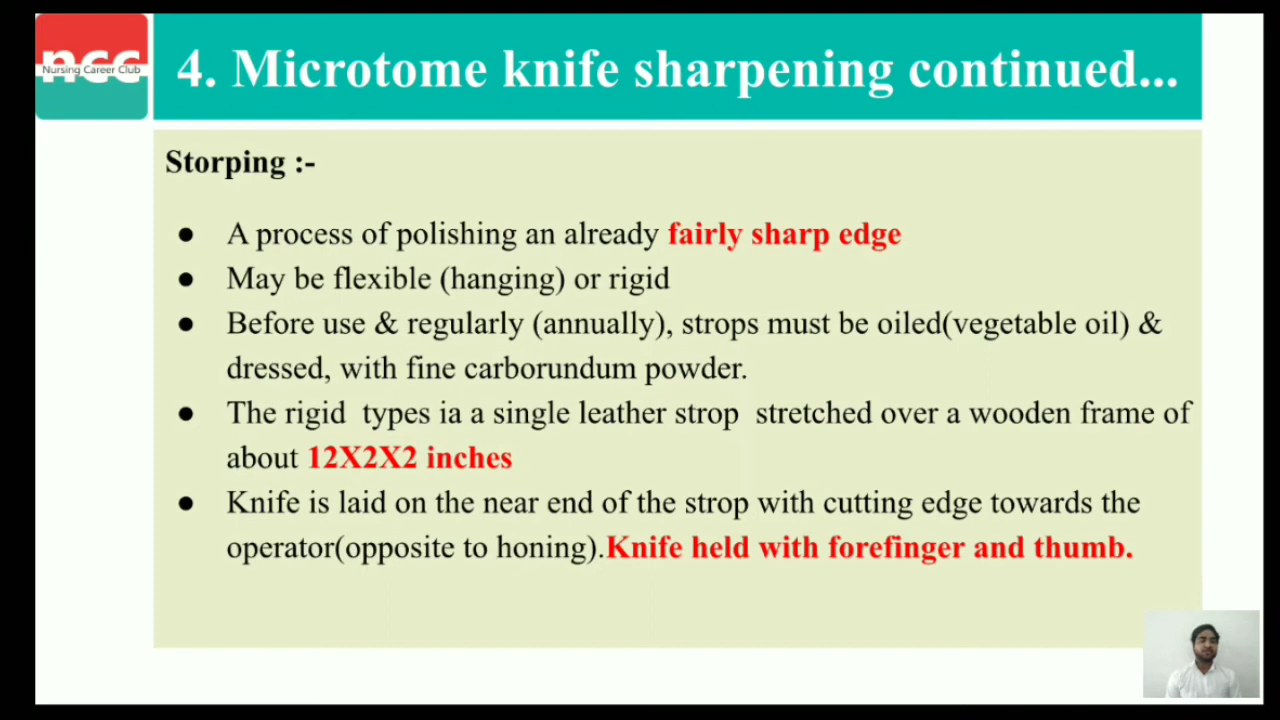 ncc
Nursing Career Club
4. Microtome knife sharpening continued...
Storping :-
● A process of polishing an already fairly sharp edge
● May be flexible (hanging) or rigid
● Before use & regularly (annually), strops must be oiled(vegetable oil) &
dressed, with fine carborundum powder.
● The rigid  types ia a single leather strop  stretched over a wooden frame of
about 12X2X2 inches
● Knife is laid on the near end of the strop with cutting edge towards the
operator(opposite to honing).Knife held with forefinger and thumb.